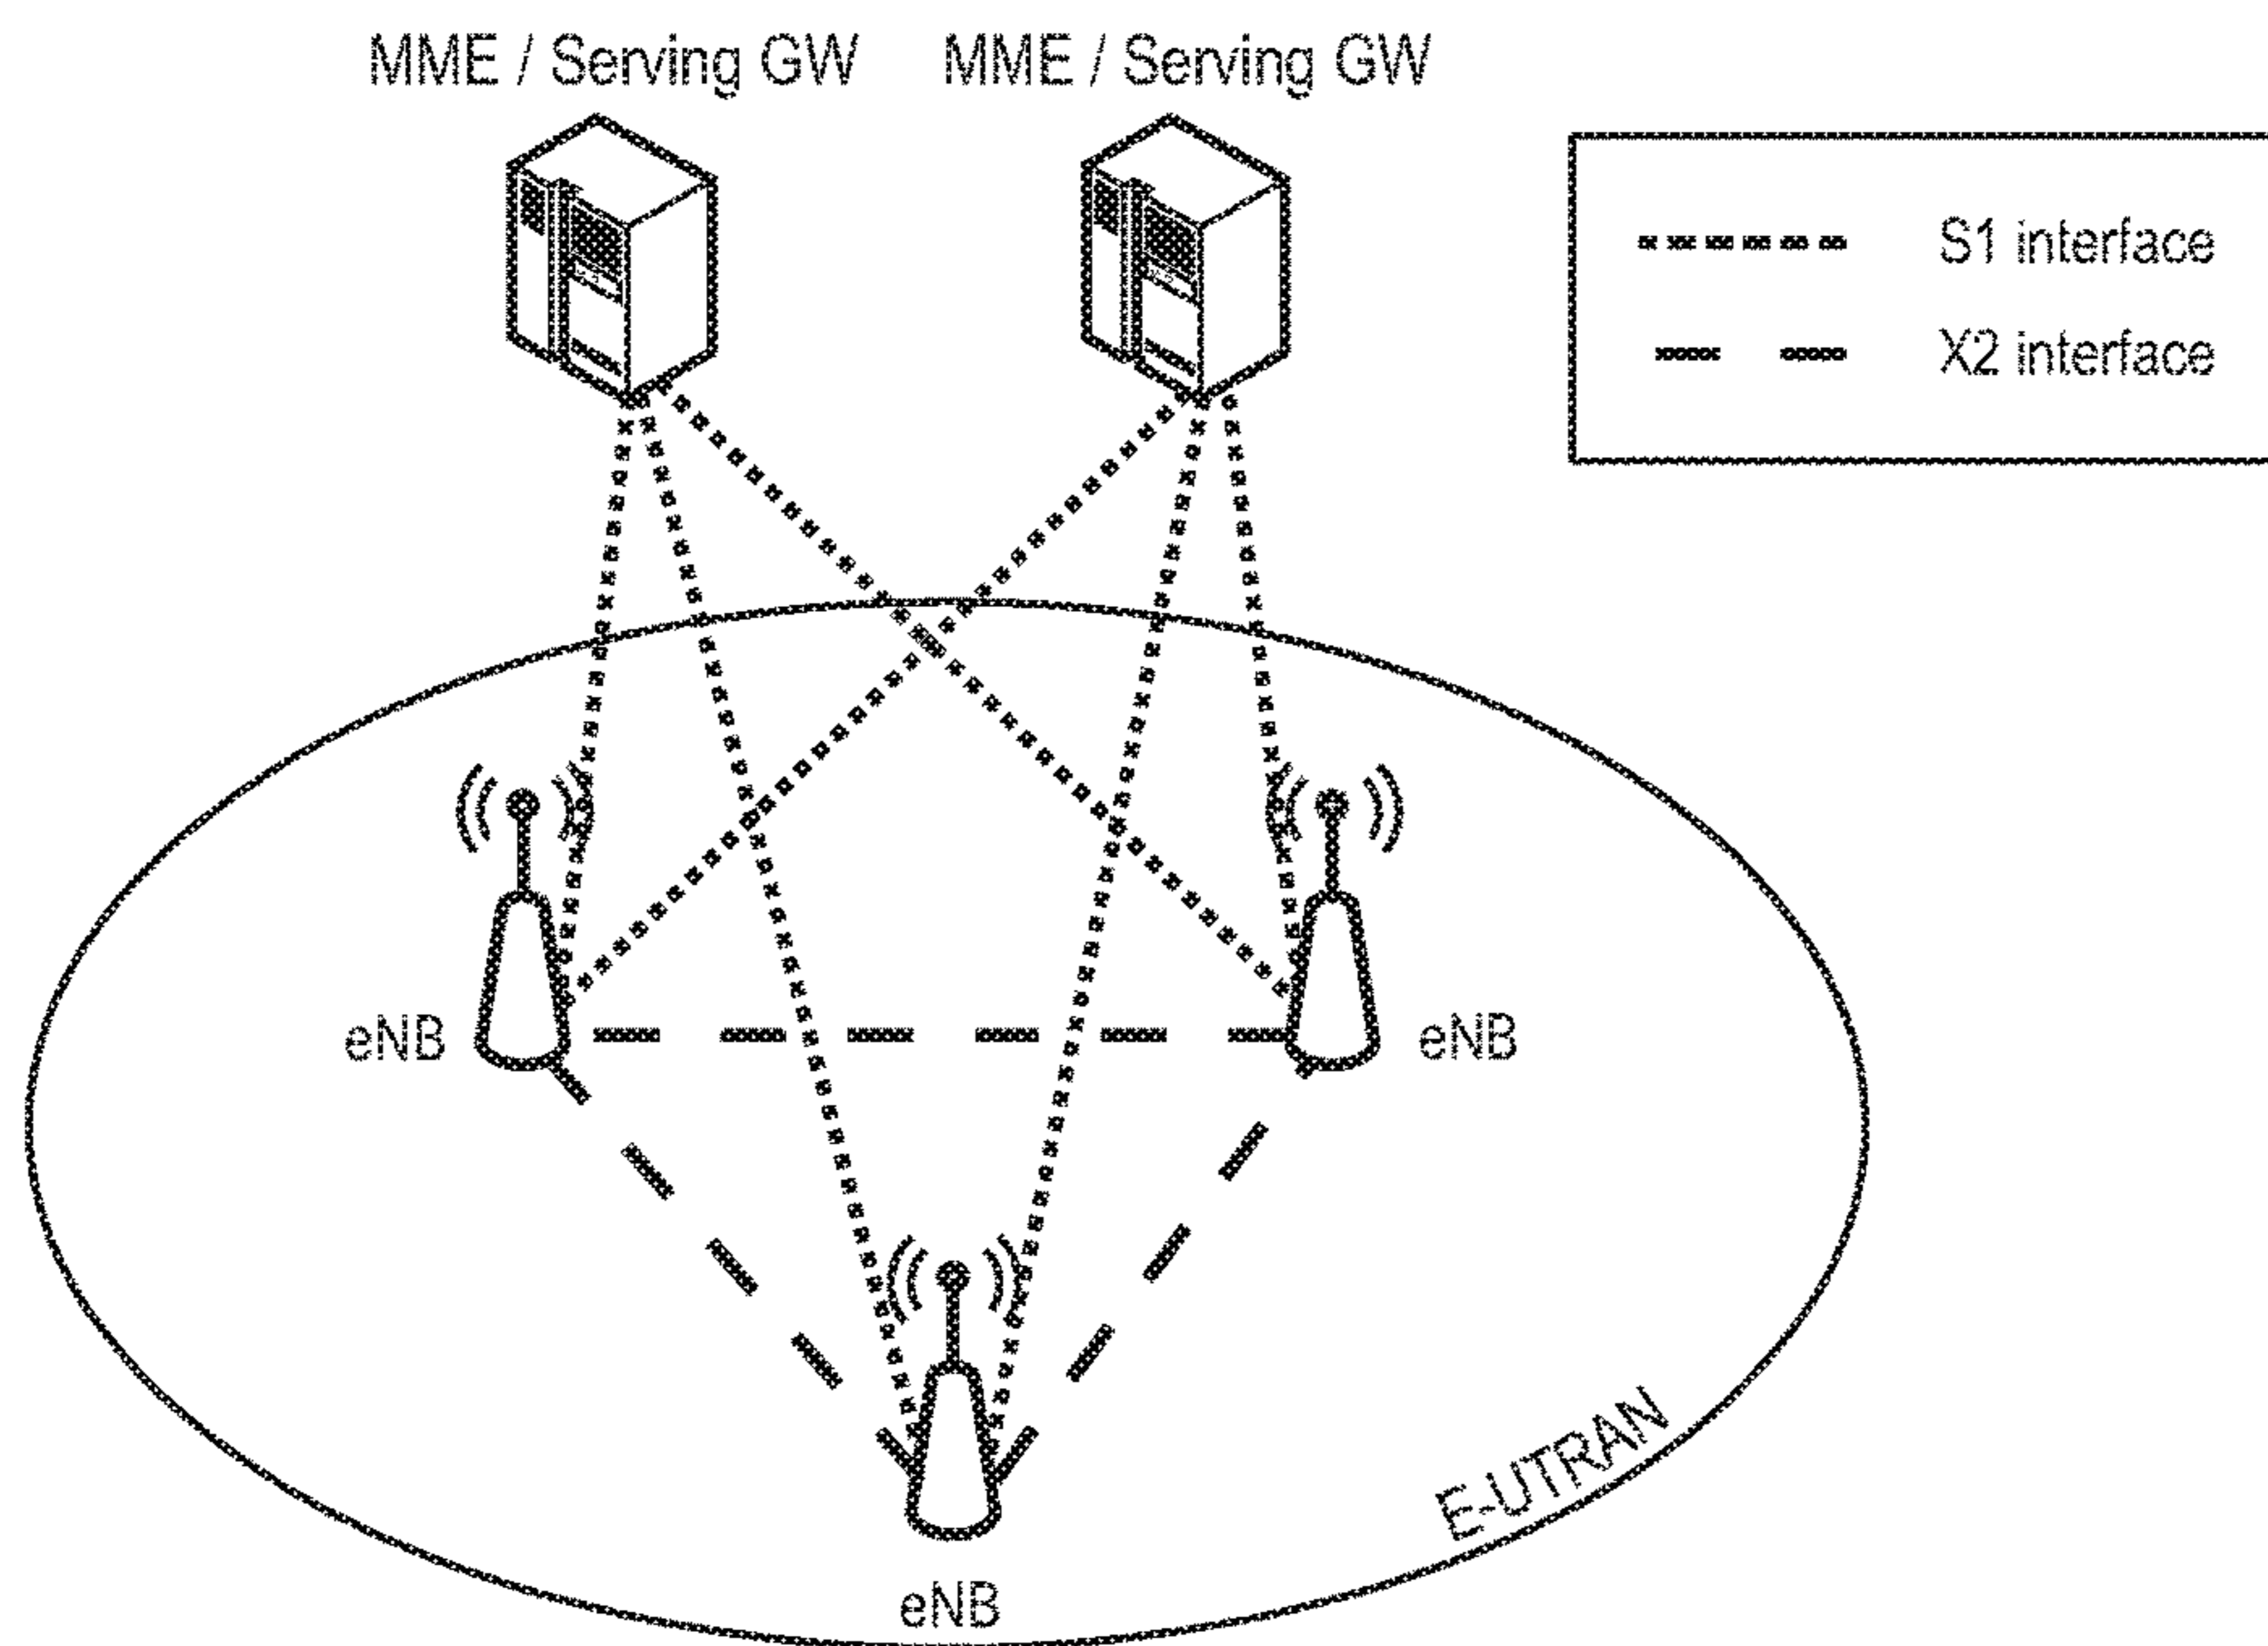 MME / Serving GW
MME / Serving GW
S1 interface
X2 interface
eNB
eNB
E-UTRAN
eNB